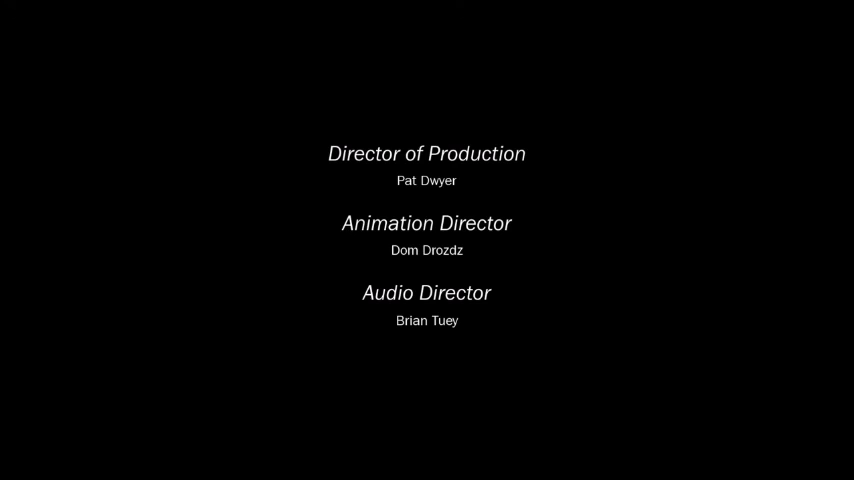 Director of Production
Pat Dwyer
Animation Director
Dom Drozdz
Audio Director
Brian Tuey